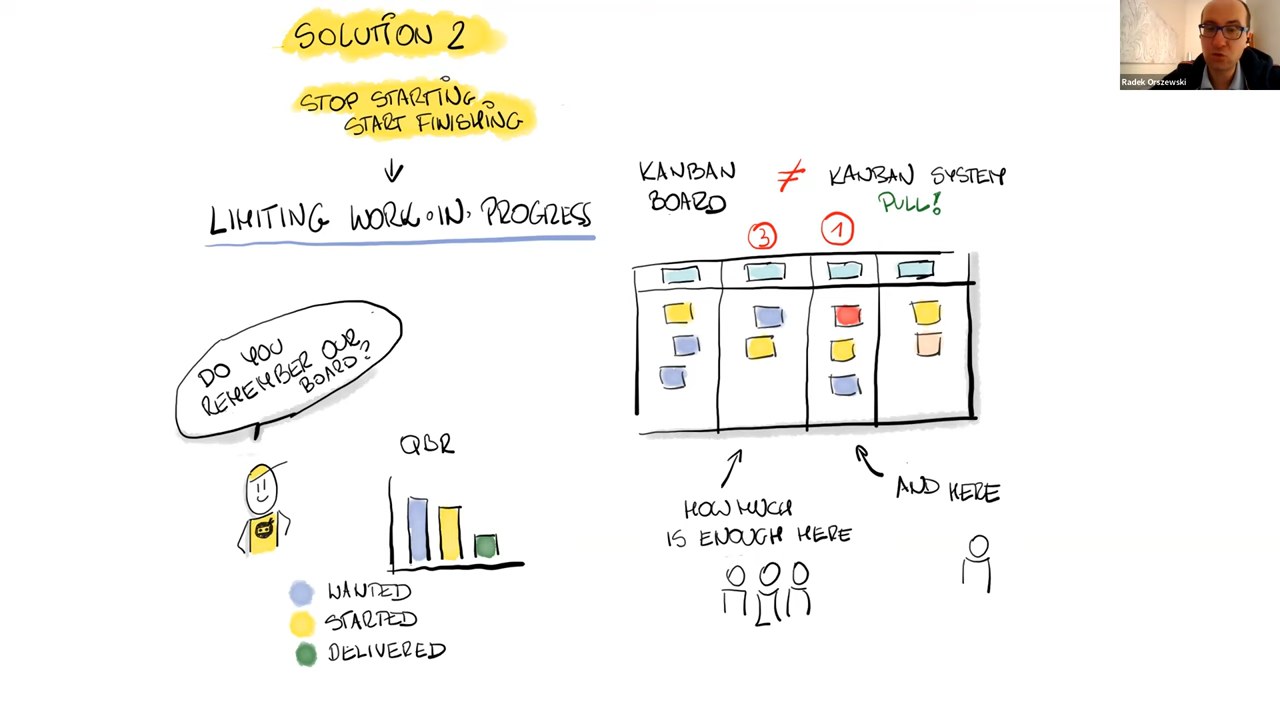 SOLUTION 2
STOP STARTING
START FINISHING
LIMITING WORK-IN-PROGRESS
DO YOU
REMEMBER OUR
BOARD?
QBR
WANTED
STARTED
DELIVERED
KANBAN
BOARD
≠
KANBAN SYSTEM
PULL!
3
1
HOW MUCH
IS ENOUGH HERE
AND HERE
Radek Orszewski